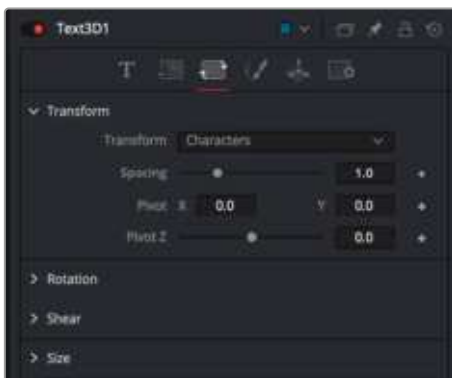 Text3D1
T
Transform
Transform Characters
Spacing 1.0
Pivot X 0.0 Y 0.0
Pivot Z 0.0
Rotation
Shear
Size